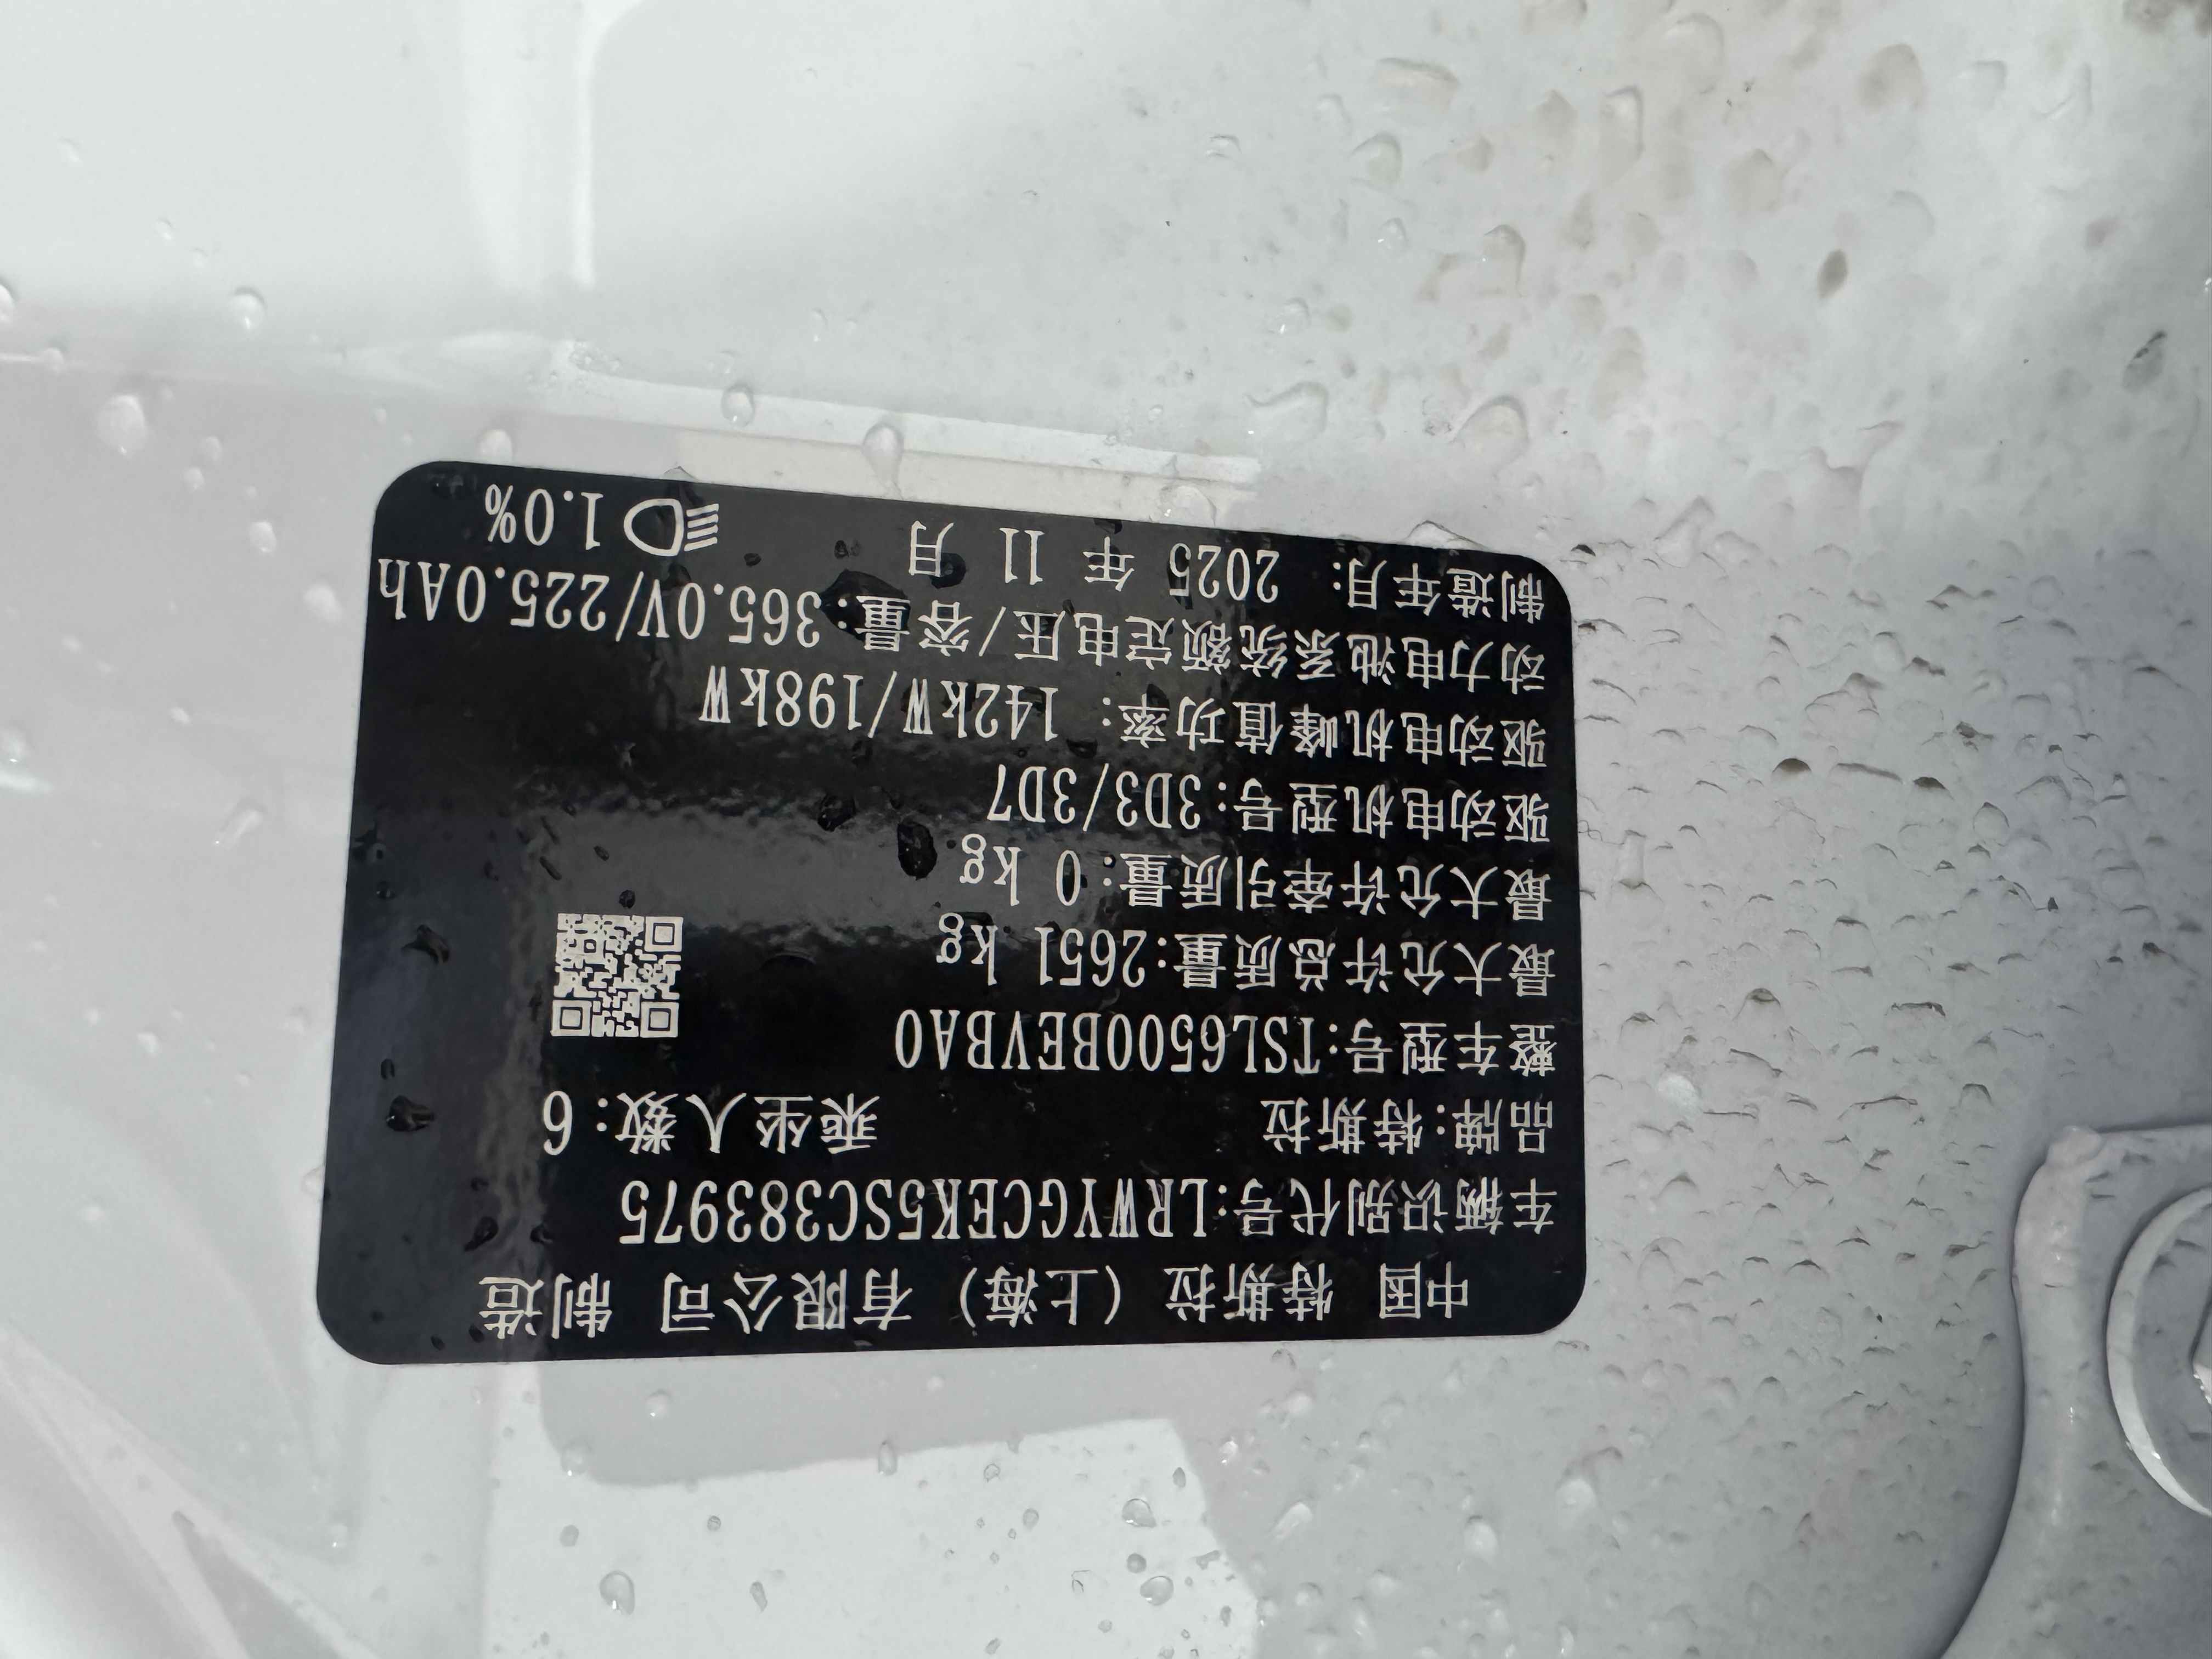 中国 特斯拉（上海）有限公司 制造
车辆识别代号:LRWYGCEK5SC383975
品牌:特斯拉 乘坐人数:6
整车型号:TSL6500BEVBA0
最大允许总质量:2651 kg
最大允许牵引质量:0 kg
驱动电机型号:3D3/3D7
驱动电机峰值功率: 142kW/198kW
动力电池系统额定电压/容量:365.0V/225.0Ah
制造年月: 2025 年 11 月 1.0%